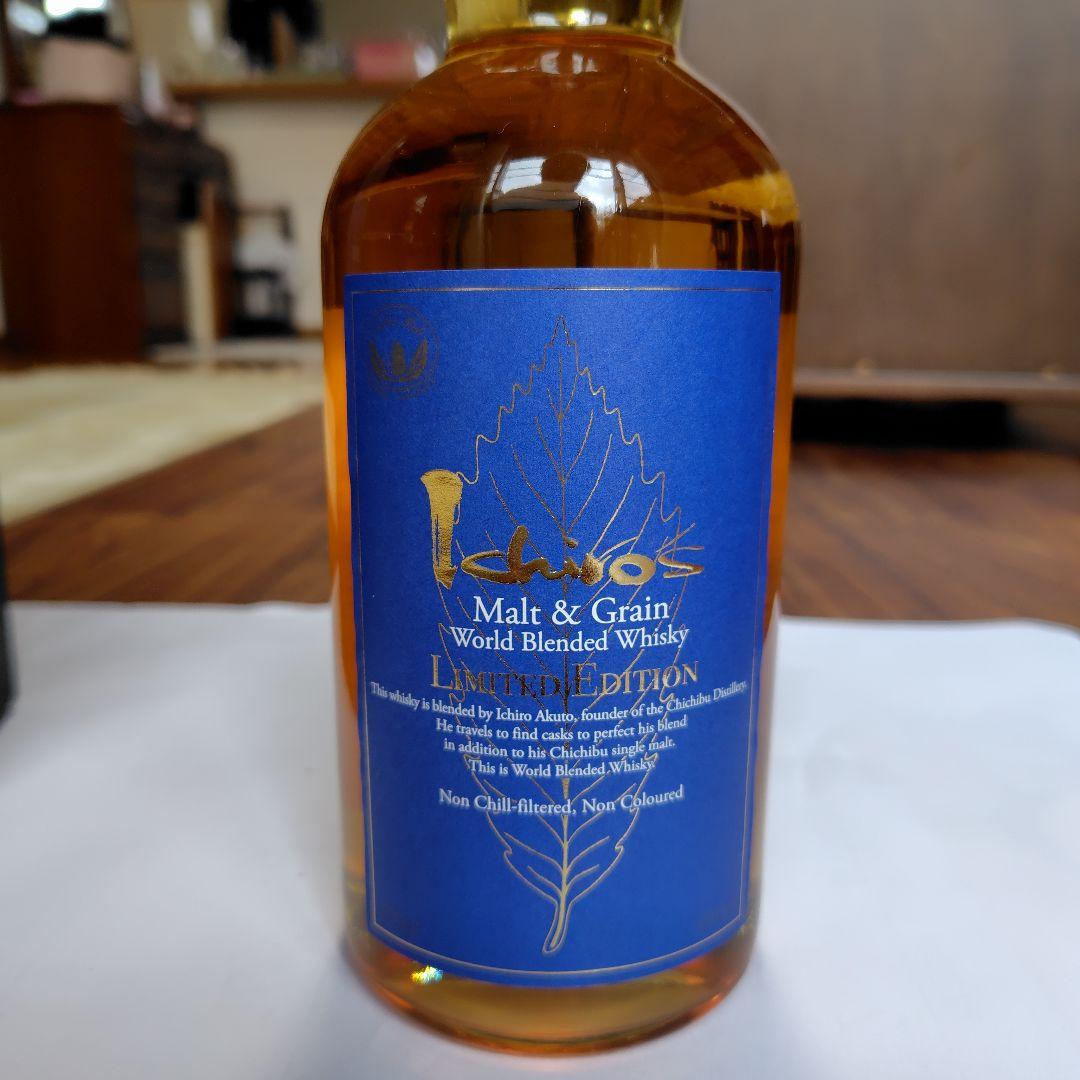 Ichiro's
Malt & Grain
World Blended Whisky
LIMITED EDITION
This whisky is blended by Ichiro Akuto, founder of the Chichibu Distillery.
He travels to find casks to perfect his blend
in addition to his Chichibu single malt.
This is World Blended Whisky.
Non Chill-filtered, Non Coloured